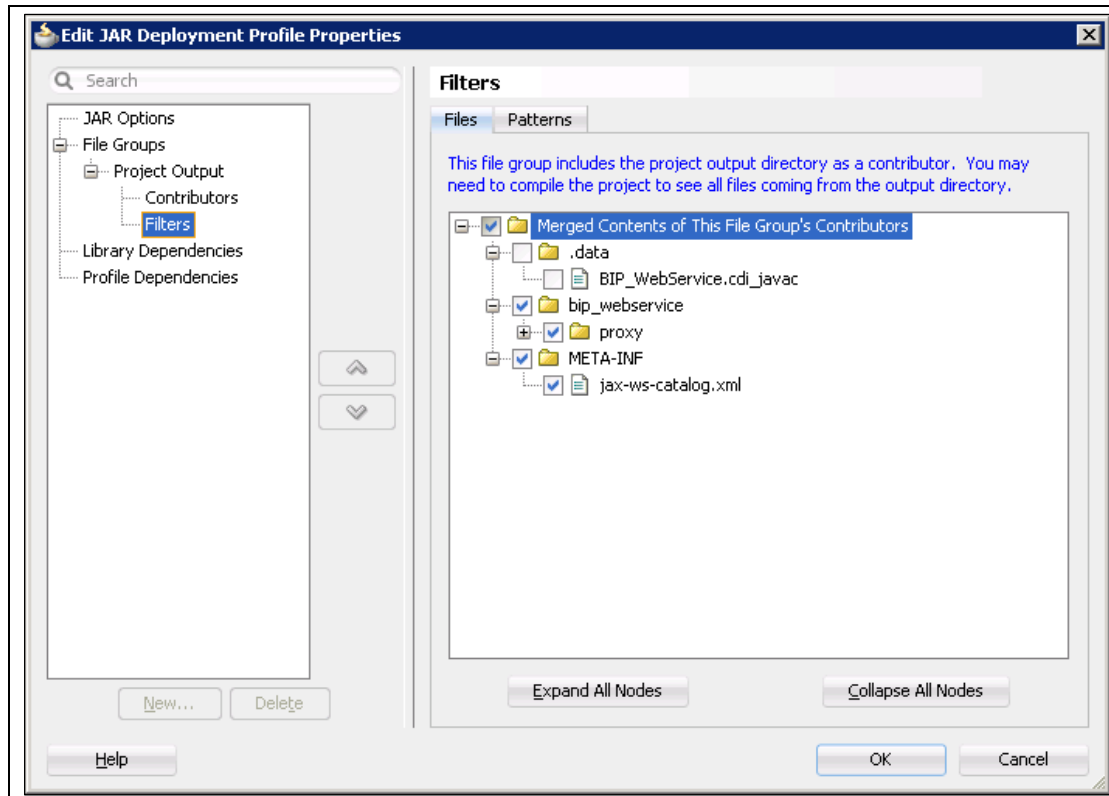 Edit JAR Deployment Profile Properties
Search
JAR Options
File Groups
Project Output
Contributors
Filters
Library Dependencies
Profile Dependencies
New...
Delete
Filters
Files
Patterns
This file group includes the project output directory as a contributor. You may
need to compile the project to see all files coming from the output directory.
Merged Contents of This File Group's Contributors
.data
BIP_WebService.cdi_javac
bip_webservice
proxy
META-INF
jax-ws-catalog.xml
Expand All Nodes
Collapse All Nodes
Help
OK
Cancel